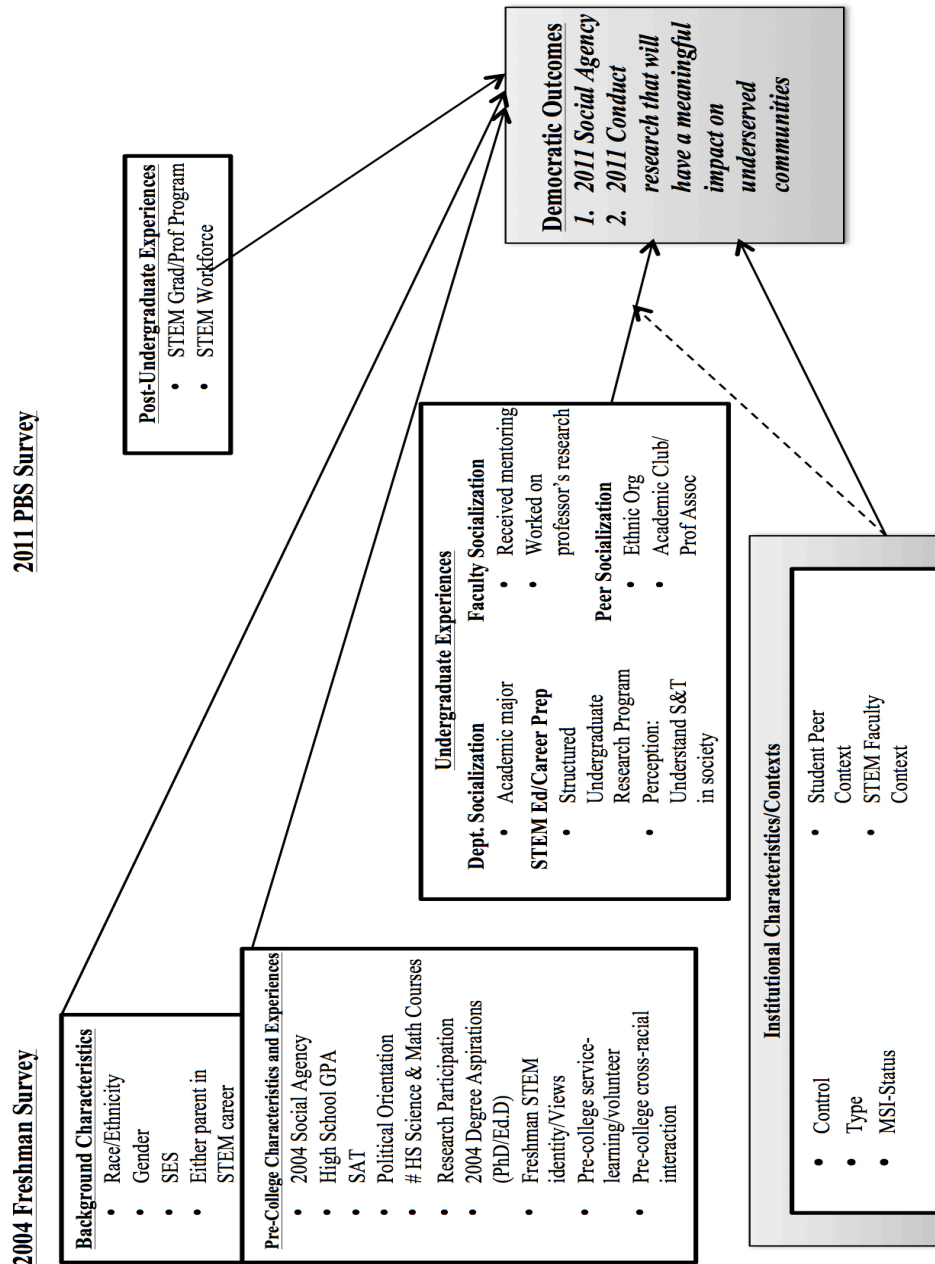 2004 Freshman Survey
2011 PBS Survey
Background Characteristics
• Race/Ethnicity
• Gender
• SES
• Either parent in
STEM career
Pre-College Characteristics and Experiences
• 2004 Social Agency
• High School GPA
• SAT
• Political Orientation
• # HS Science & Math Courses
• Research Participation
• 2004 Degree Aspirations
(PhD/Ed.D)
• Freshman STEM
identity/Views
• Pre-college service-
learning/volunteer
• Pre-college cross-racial
interaction
Post-Undergraduate Experiences
• STEM Grad/Prof Program
• STEM Workforce
Undergraduate Experiences
Dept. Socialization
• Academic major
STEM Ed/Career Prep
• Structured
Undergraduate
Research Program
• Perception:
Understand S&T
in society
Faculty Socialization
• Received mentoring
• Worked on
professor's research
Peer Socialization
• Ethnic Org
• Academic Club/
Prof Assoc
Democratic Outcomes
1. 2011 Social Agency
2. 2011 Conduct
research that will
have a meaningful
impact on
underserved
communities
Institutional Characteristics/Contexts
• Control
• Type
• MSI-Status
• Student Peer
Context
• STEM Faculty
Context